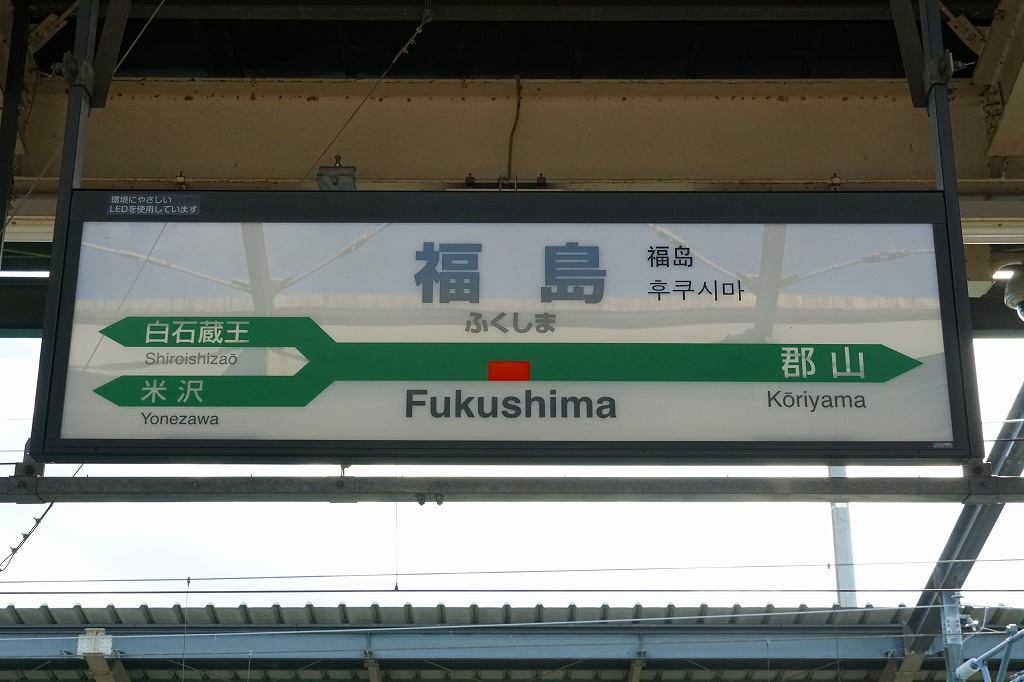 環境にやさしい
LEDを使用しています
福島
福岛
후쿠시마
ふくしま
白石蔵王
Shiroishizaō
米沢
Yonezawa
郡山
Kōriyama
Fukushima